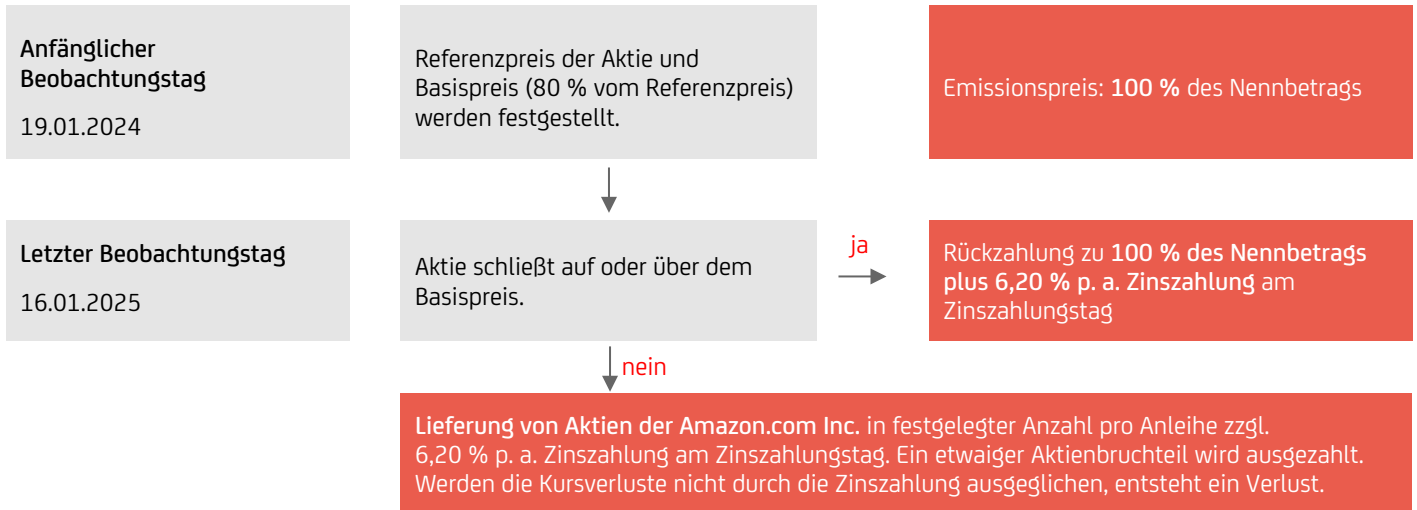 Anfänglicher
Beobachtungstag
19.01.2024
Referenzpreis der Aktie und
Basispreis (80 % vom Referenzpreis)
werden festgestellt.
Emissionspreis: 100 % des Nennbetrags
Letzter Beobachtungstag
16.01.2025
Aktie schließt auf oder über dem
Basispreis.
ja
Rückzahlung zu 100 % des Nennbetrags
plus 6,20 % p. a. Zinszahlung am
Zinszahlungstag
nein
Lieferung von Aktien der Amazon.com Inc. in festgelegter Anzahl pro Anleihe zzgl.
6,20 % p. a. Zinszahlung am Zinszahlungstag. Ein etwaiger Aktienbruchteil wird ausgezahlt.
Werden die Kursverluste nicht durch die Zinszahlung ausgeglichen, entsteht ein Verlust.